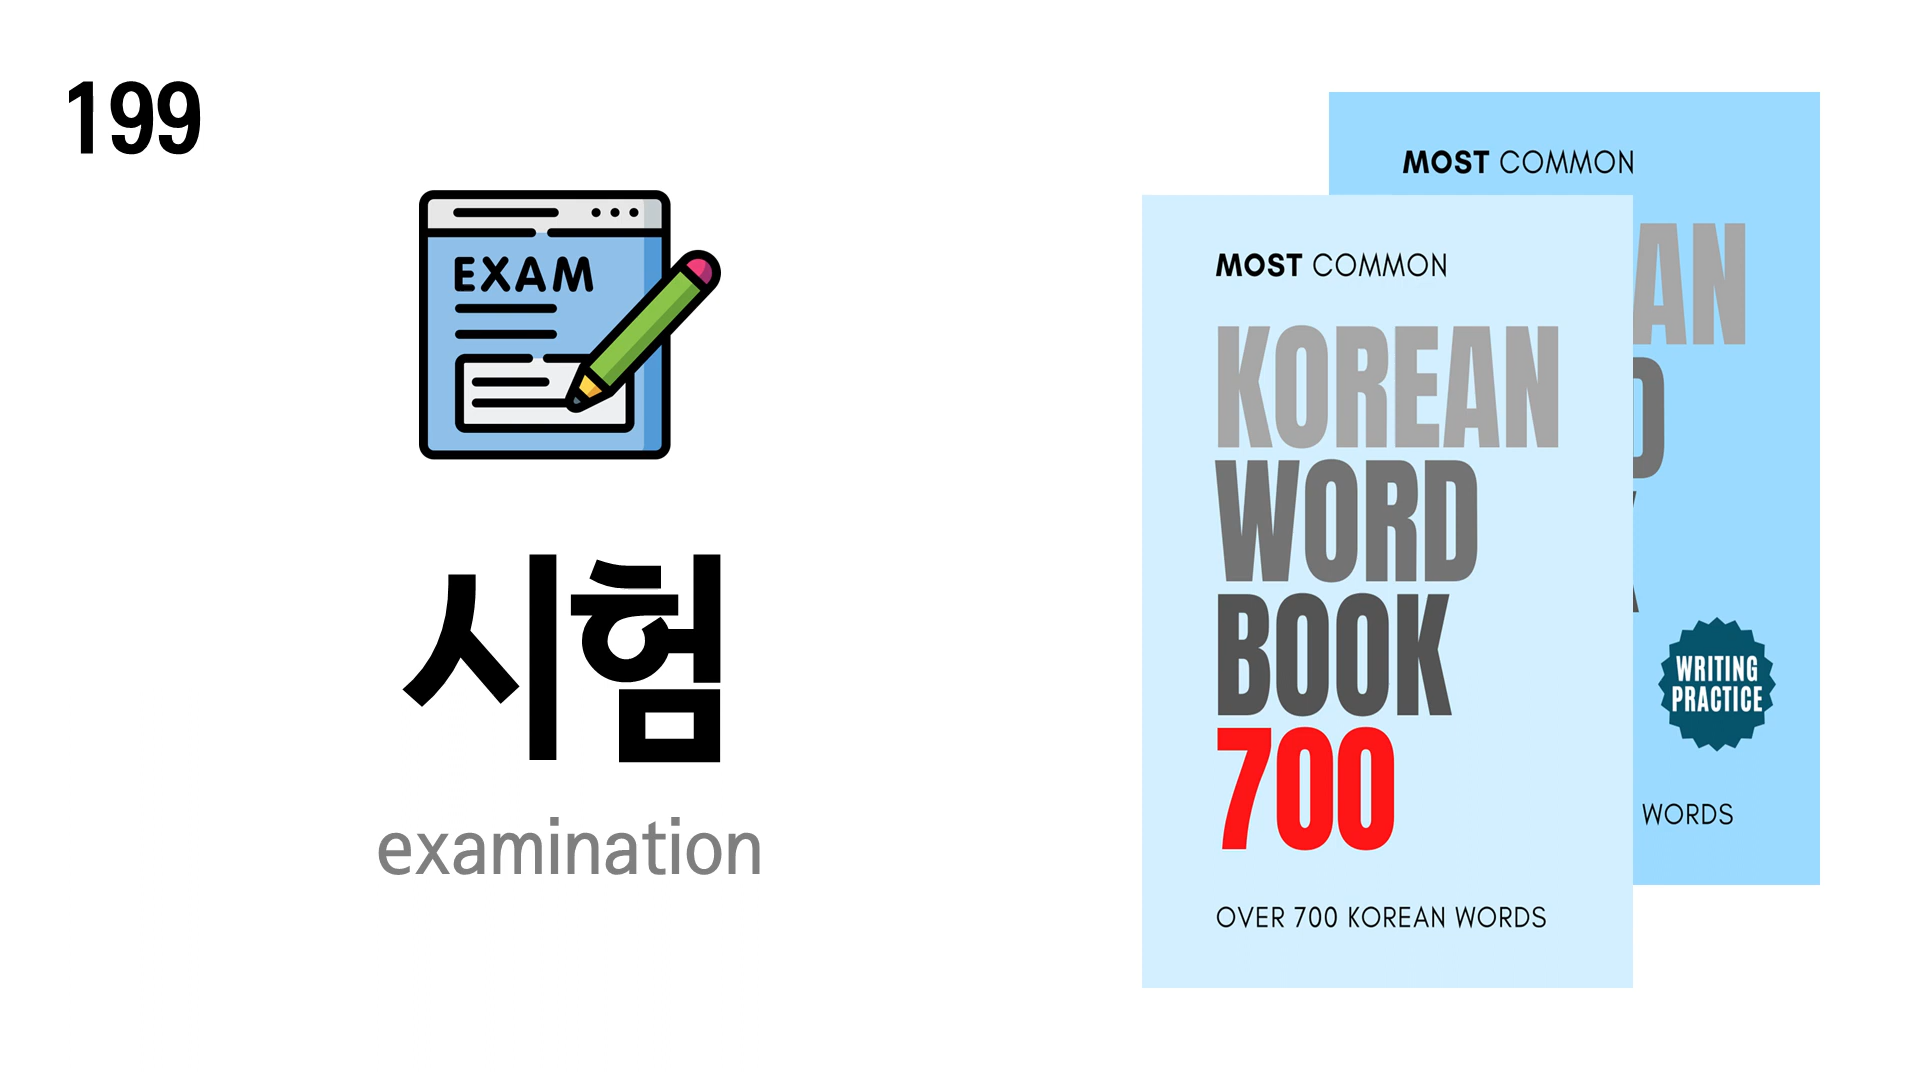 199
EXAM
시험
examination
MOST COMMON
KOREAN
WORD
BOOK
700
OVER 700 KOREAN WORDS
MOST COMMON
WRITING
PRACTICE
WORDS